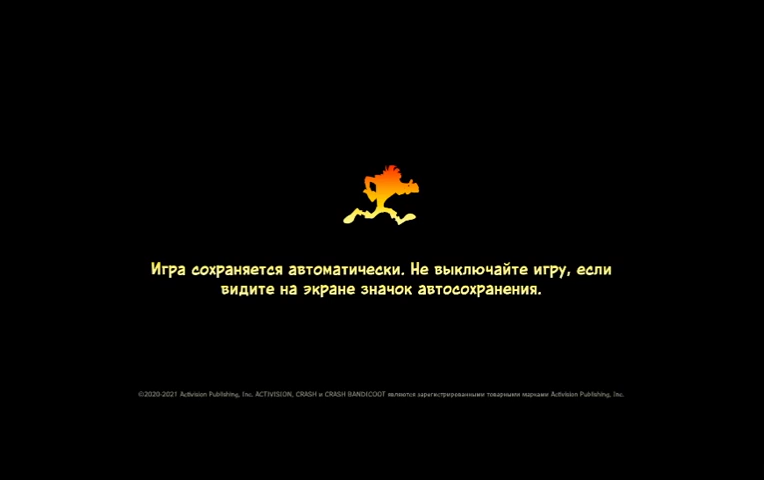 Игра сохраняется автоматически. Не выключайте игру, если
видите на экране значок автосохранения.
©2020-2021 Activision Publishing, Inc. ACTIVISION, CRASH и CRASH BANDICOOT являются зарегистрированными товарными марками Activision Publishing, Inc.